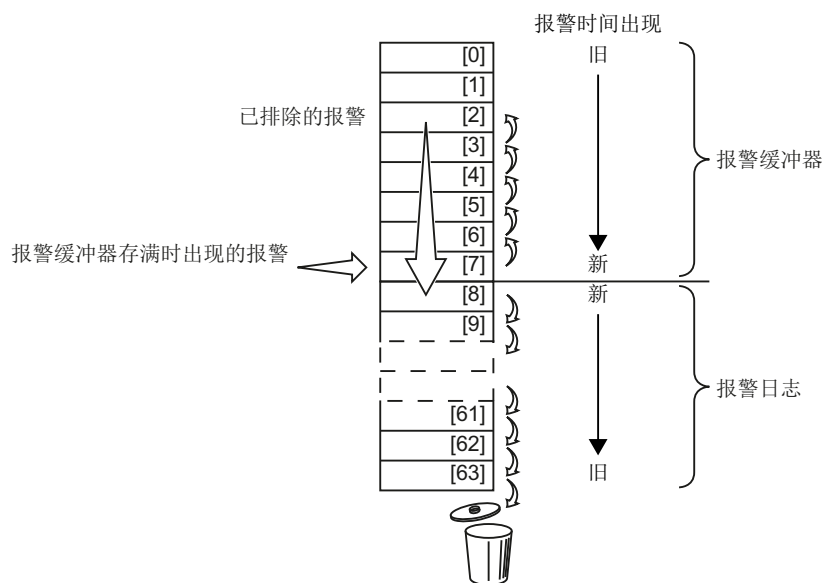 报警时间出现
[0]
旧
[1]
已排除的报警
[2]
[3]
[4]
报警缓冲器
[5]
[6]
报警缓冲器存满时出现的报警
[7]
新
[8]
新
[9]
报警日志
[61]
[62]
[63]
旧